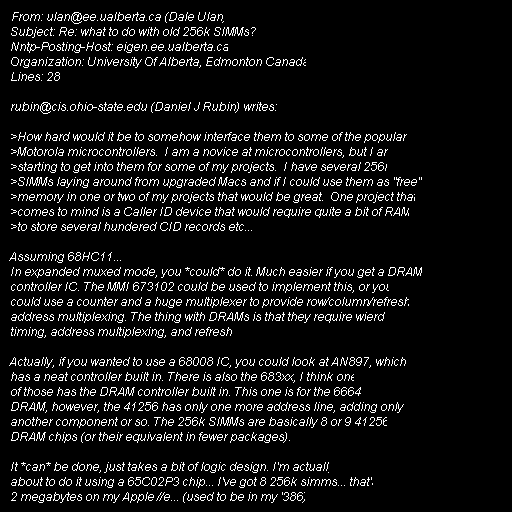 From: ulan@ee.ualberta.ca (Dale Ulan)
Subject: Re: what to do with old 256k SIMMs?
Nntp-Posting-Host: eigen.ee.ualberta.ca
Organization: University Of Alberta, Edmonton Canada
Lines: 28

rubin@cis.ohio-state.edu (Daniel J Rubin) writes:

>How hard would it be to somehow interface them to some of the popular
>Motorola microcontrollers.  I am a novice at microcontrollers, but I am
>starting to get into them for some of my projects.  I have several 256k
>SIMMs laying around from upgraded Macs and if I could use them as "free"
>memory in one or two of my projects that would be great.  One project that
>comes to mind is a Caller ID device that would require quite a bit of RAM
>to store several hundered CID records etc...

Assuming 68HC11...
In expanded muxed mode, you *could* do it. Much easier if you get a DRAM
controller IC. The MMI 673102 could be used to implement this, or you
could use a counter and a huge multiplexer to provide row/column/refresh
address multiplexing. The thing with DRAMs is that they require wierd
timing, address multiplexing, and refresh

Actually, if you wanted to use a 68008 IC, you could look at AN897, which
has a neat controller built in. There is also the 683xx, I think one
of those has the DRAM controller built in. This one is for the 6664
DRAM, however, the 41256 has only one more address line, adding only
another component or so. The 256k SIMMs are basically 8 or 9 41256
DRAM chips (or their equivalent in fewer packages).

It *can* be done, just takes a bit of logic design. I'm actually
about to do it using a 65C02P3 chip... I've got 8 256k simms... that's
2 megabytes on my Apple //e... (used to be in my '386)